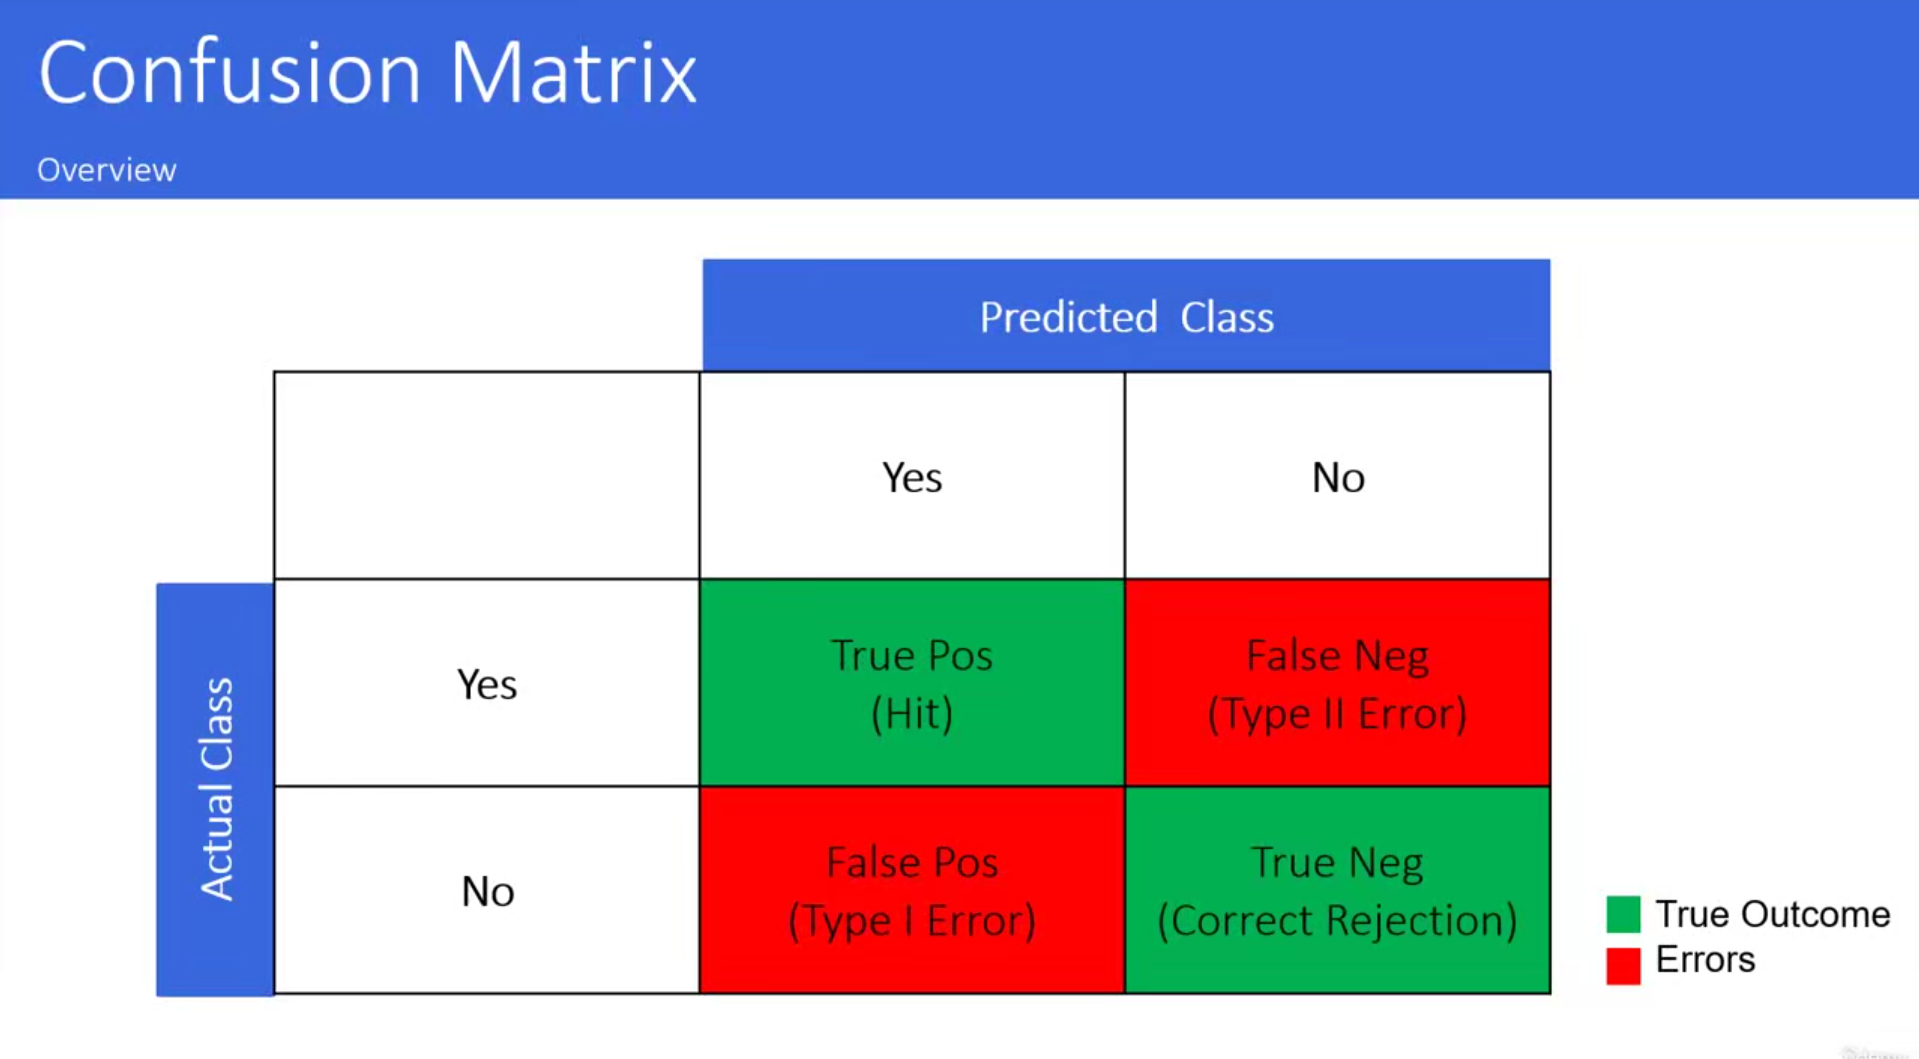 Confusion Matrix
Overview
Predicted Class
Yes
No
Actual Class
Yes
True Pos
(Hit)
False Neg
(Type II Error)
No
False Pos
(Type I Error)
True Neg
(Correct Rejection)
True Outcome
Errors